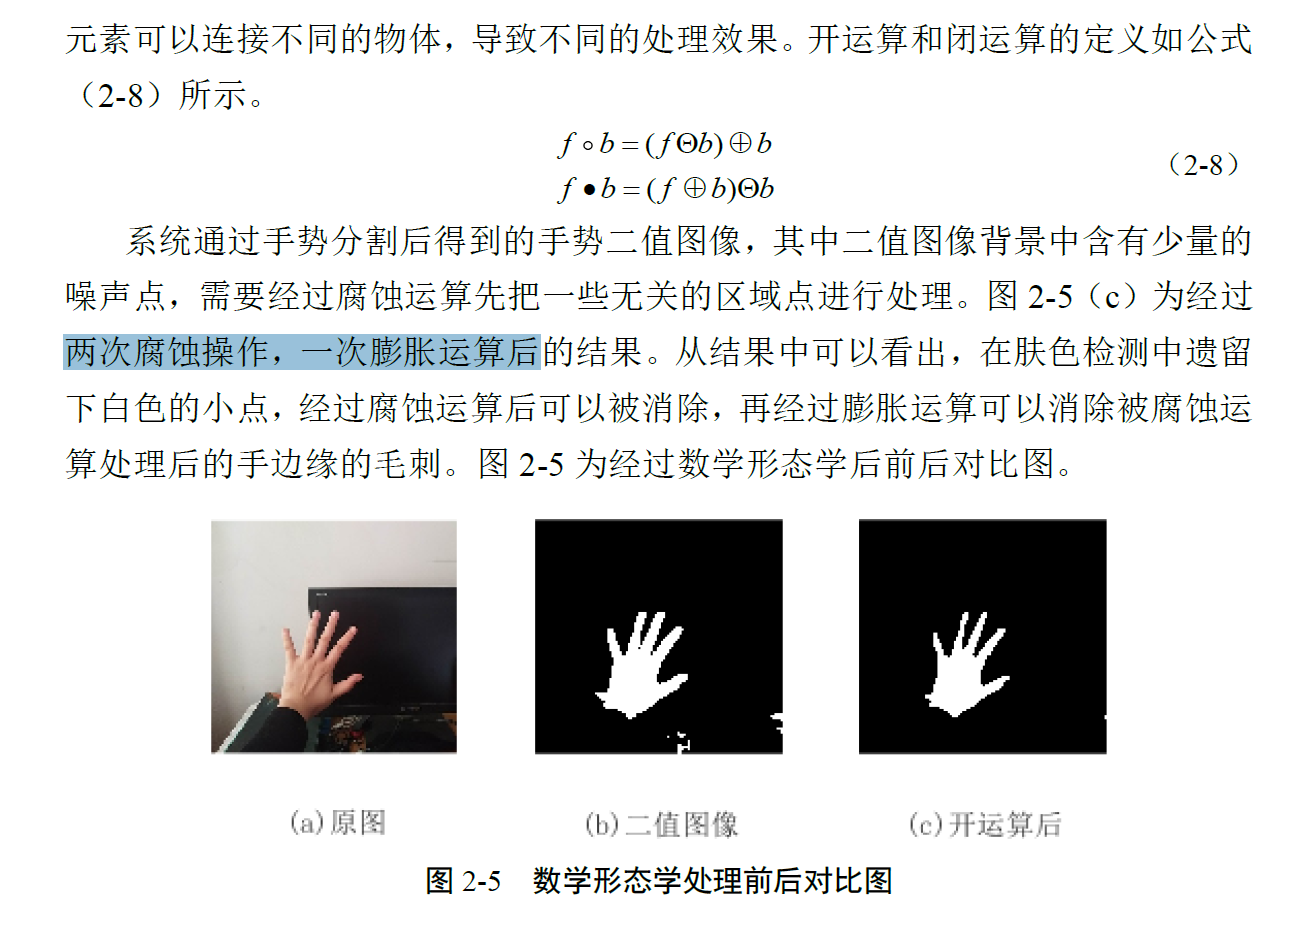 元素可以连接不同的物体，导致不同的处理效果。开运算和闭运算的定义如公式
（2-8）所示。
f∘b=(fΘb)⊕b
f•b=(f⊕b)Θb
（2-8）
系统通过手势分割后得到的手势二值图像，其中二值图像背景中含有少量的
噪声点，需要经过腐蚀运算先把一些无关的区域点进行处理。图 2-5（c）为经过
两次腐蚀操作，一次膨胀运算后的结果。从结果中可以看出，在肤色检测中遗留
下白色的小点，经过腐蚀运算后可以被消除，再经过膨胀运算可以消除被腐蚀运
算处理后的手边缘的毛刺。图 2-5 为经过数学形态学后前后对比图。
(a)原图
(b)二值图像
(c)开运算后
图 2-5 数学形态学处理前后对比图